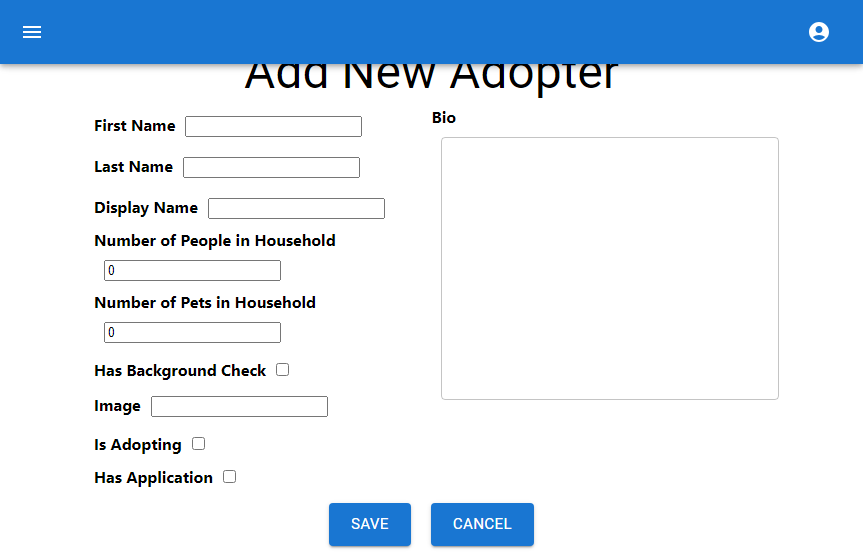 Add New Adopter
First Name
Last Name
Display Name
Number of People in Household
0
Number of Pets in Household
0
Has Background Check
Image
Is Adopting
Has Application
Bio
SAVE
CANCEL